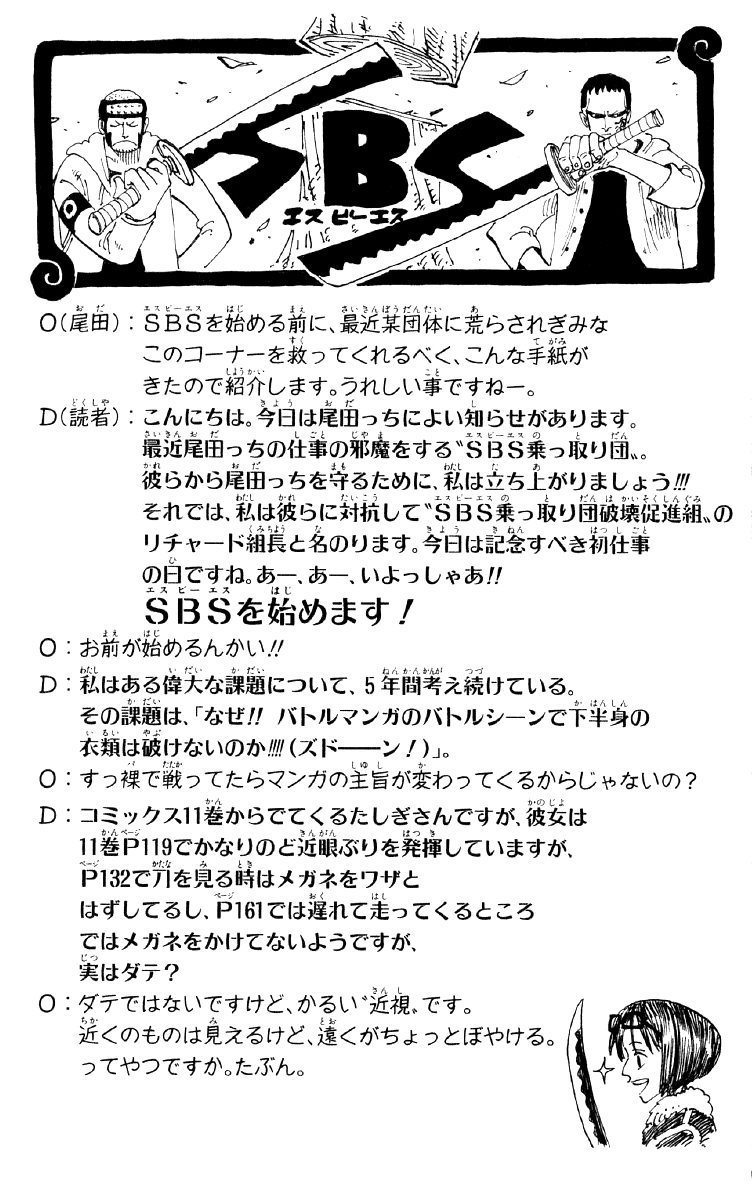 SBS
エス ビーエス
O(尾田):SBSを始める前に、最近某団体に荒らされぎみな
このコーナーを救ってくれるべく、こんな手紙が
きたので紹介します。うれしい事ですねー。
D(読者):こんにちは。今日は尾田っちによい知らせがあります。
最近尾田っちの仕事の邪魔をする〝SBS乗っ取り団〟。
彼らから尾田っちを守るために、私は立ち上がりましょう!!!
それでは、私は彼らに対抗して〝SBS乗っ取り団破壊促進組〟の
リチャード組長と名のります。今日は記念すべき初仕事
の日ですね。あー、あー、いよっしゃあ!!
SBSを始めます!
O:お前が始めるんかい!!
D:私はある偉大な課題について、5年間考え続けている。
その課題は、「なぜ!! バトルマンガのバトルシーンで下半身の
衣類は破けないのか!!!!(ズドーーン!)」。
O:すっ裸で戦ってたらマンガの主旨が変わってくるからじゃないの?
D:コミックス11巻からでてくるたしぎさんですが、彼女は
11巻P119でかなりのど近眼ぶりを発揮していますが、
P132で刀を見る時はメガネをワザと
はずしてるし、P161では遅れて走ってくるところ
ではメガネをかけてないようですが、
実はダテ?
O:ダテではないですけど、かるい〝近視〟です。
近くのものは見えるけど、遠くがちょっとぼやける。
ってやつですか。たぶん。